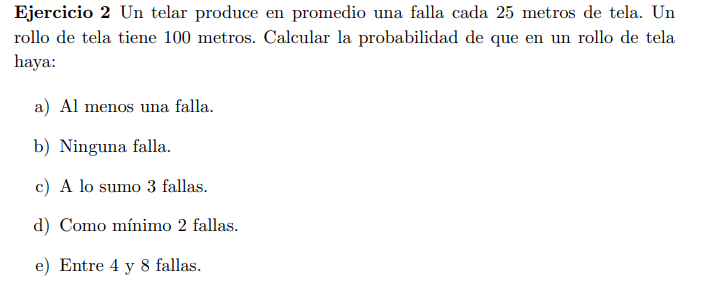 Ejercicio 2 Un telar produce en promedio una falla cada 25 metros de tela. Un
rollo de tela tiene 100 metros. Calcular la probabilidad de que en un rollo de tela
haya:
a) Al menos una falla.
b) Ninguna falla.
c) A lo sumo 3 fallas.
d) Como mínimo 2 fallas.
e) Entre 4 y 8 fallas.